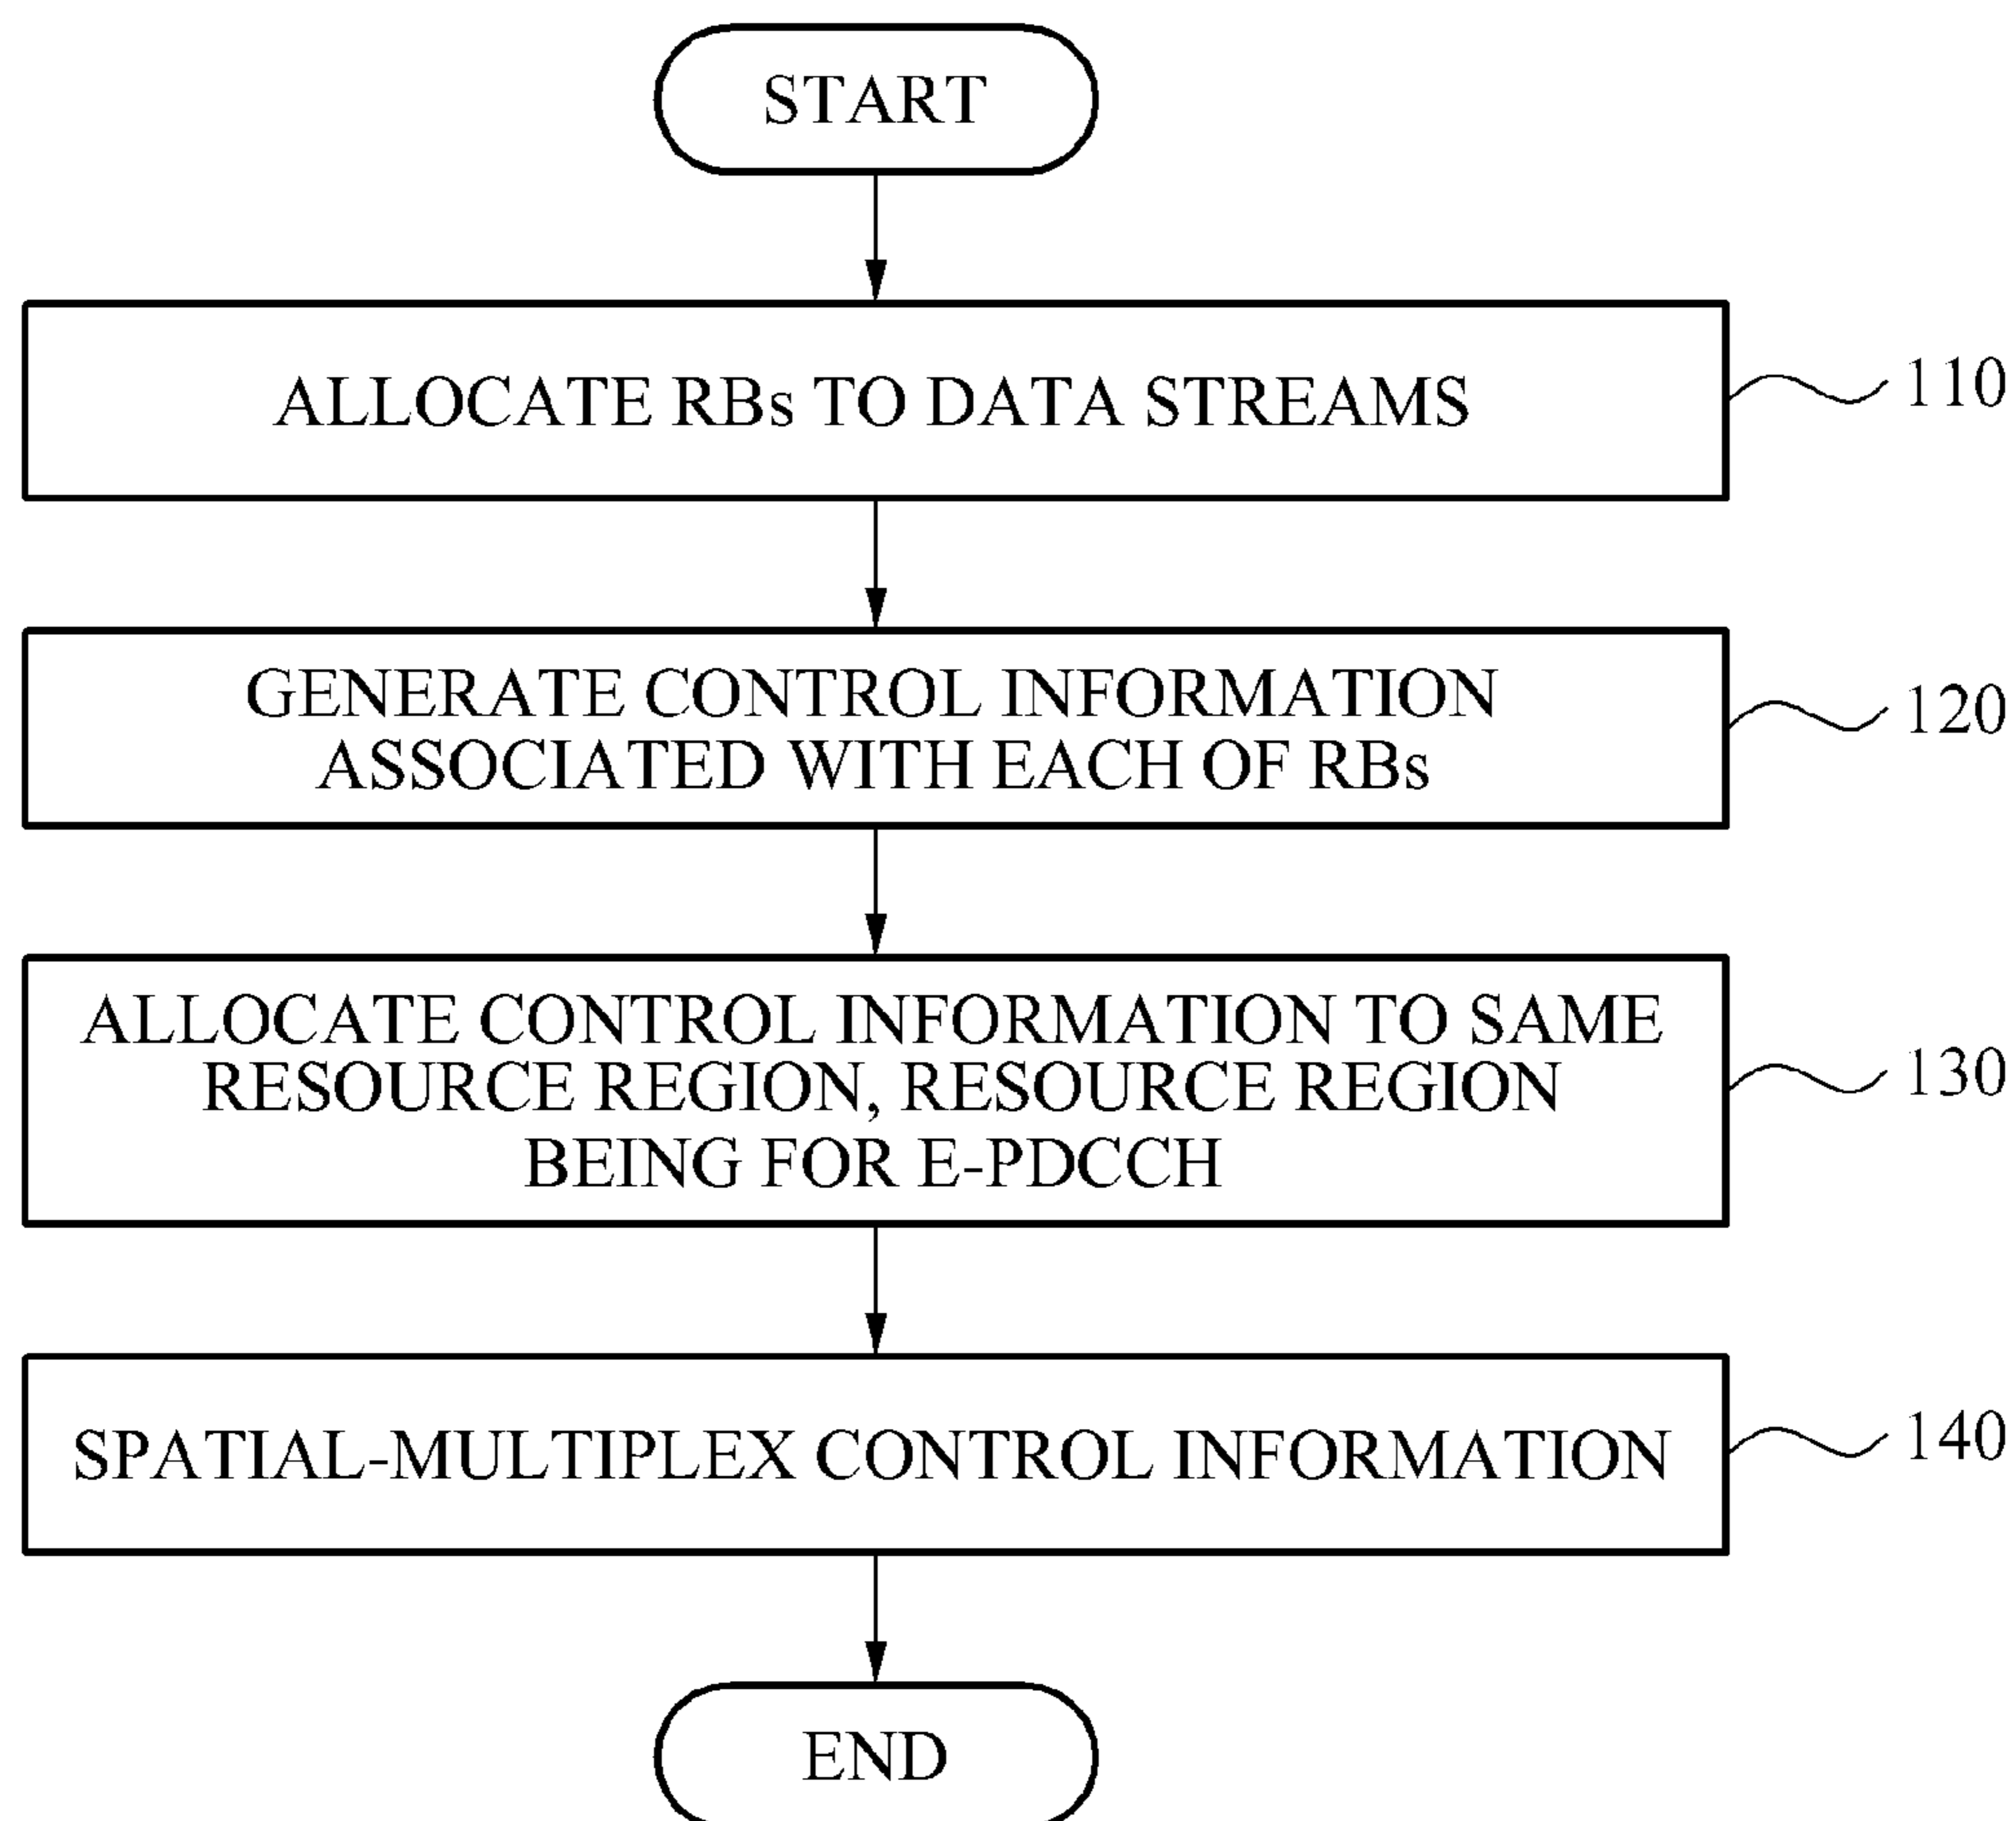 START
ALLOCATE RBs TO DATA STREAMS
110
GENERATE CONTROL INFORMATION
ASSOCIATED WITH EACH OF RBs
120
ALLOCATE CONTROL INFORMATION TO SAME
RESOURCE REGION, RESOURCE REGION
BEING FOR E-PDCCH
130
SPATIAL-MULTIPLEX CONTROL INFORMATION
140
END